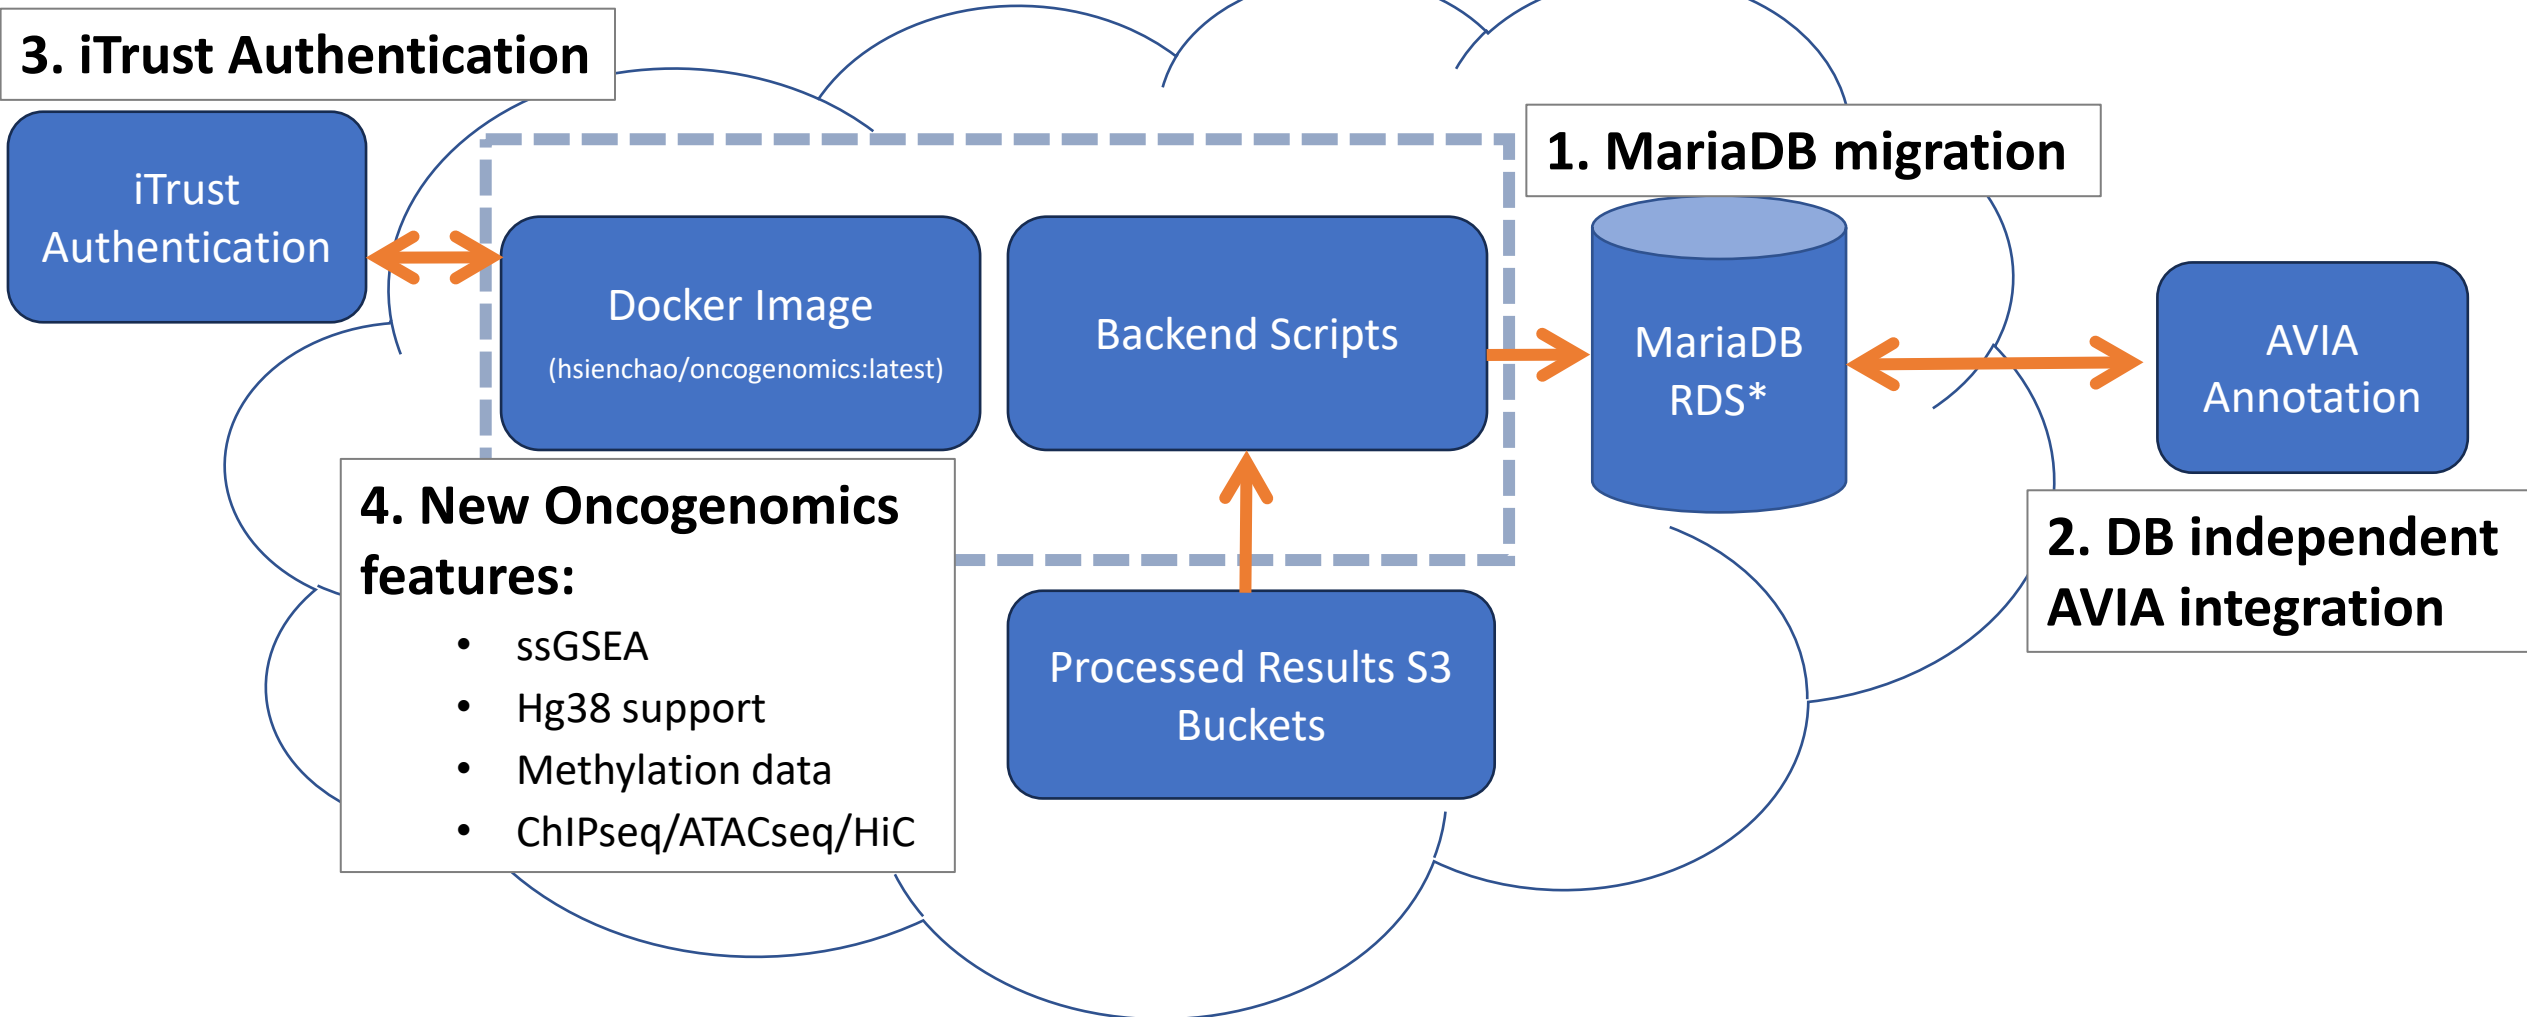 3. iTrust Authentication
iTrust
Authentication
Docker Image
(hsienchao/oncogenomics:latest)
Backend Scripts
1. MariaDB migration
MariaDB
RDS*
AVIA
Annotation
2. DB independent
AVIA integration
4. New Oncogenomics
features:
• ssGSEA
• Hg38 support
• Methylation data
• ChIPseq/ATACseq/HiC
Processed Results S3
Buckets